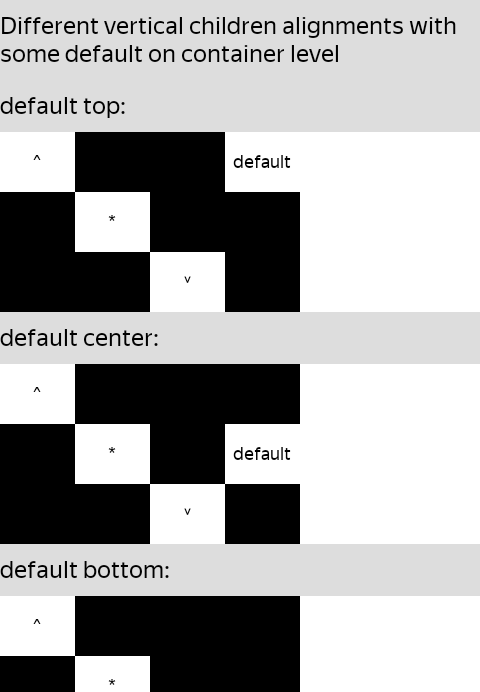 Different vertical children alignments with
some default on container level
default top:
^ default
*
v
default center:
^
* default
v
default bottom:
^
*